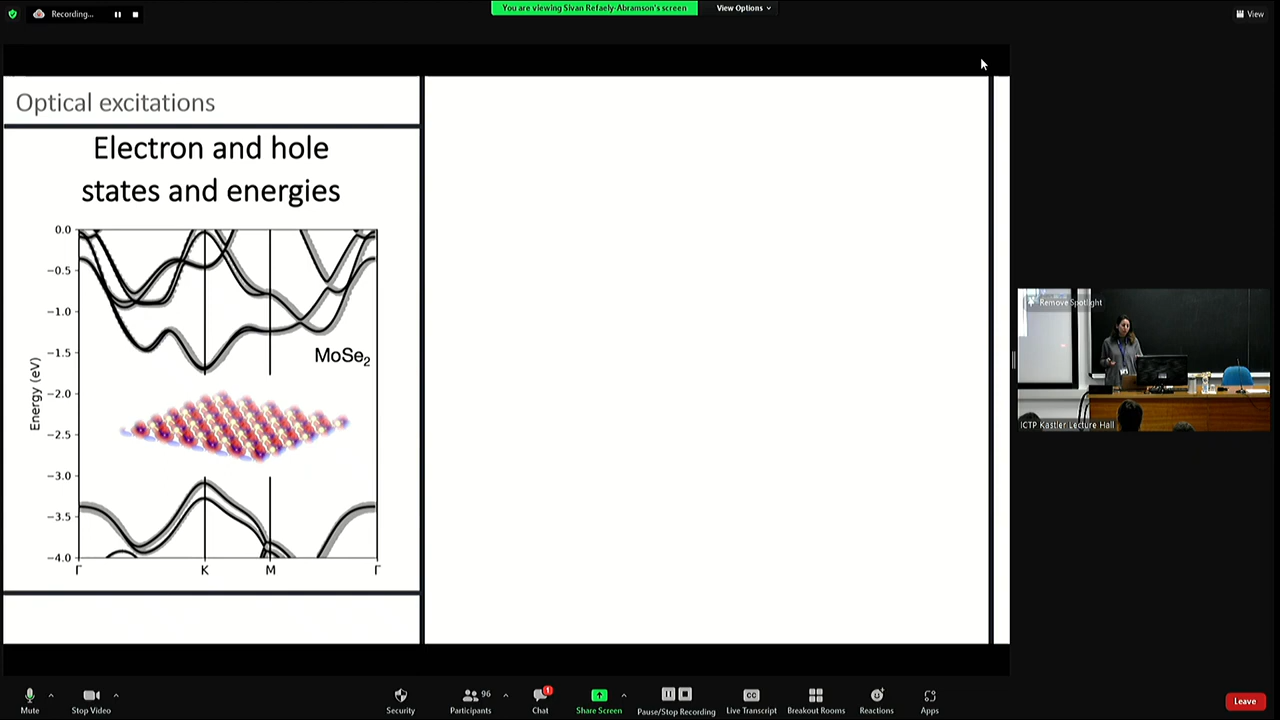 Recording...
You are viewing Sivan Refaely-Abramson's screen
View Options
View
Optical excitations
Electron and hole
states and energies
0.0
−0.5
−1.0
−1.5
−2.0
−2.5
−3.0
−3.5
−4.0
Energy (eV)
MoSe2
Γ K M Γ
Remove Spotlight
ICTP Kastler Lecture Hall
Mute
Stop Video
Security
Participants
96
Chat
1
Share Screen
Pause/Stop Recording
Live Transcript
CC
Breakout Rooms
Reactions
Apps
Leave